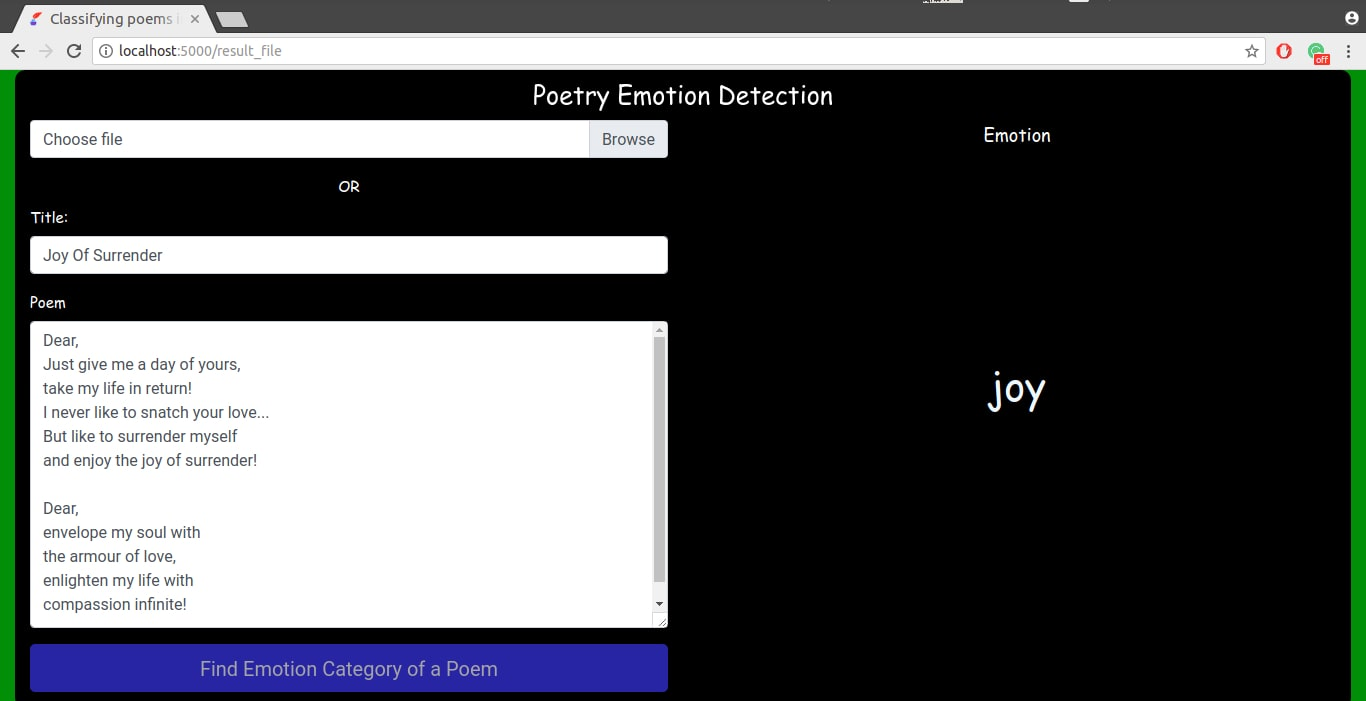 Classifying poems i
localhost:5000/result_file
off
Poetry Emotion Detection
Choose file
Browse
OR
Title:
Joy Of Surrender
Poem
Dear,
Just give me a day of yours,
take my life in return!
I never like to snatch your love...
But like to surrender myself
and enjoy the joy of surrender!
Dear,
envelope my soul with
the armour of love,
enlighten my life with
compassion infinite!
Find Emotion Category of a Poem
Emotion
joy